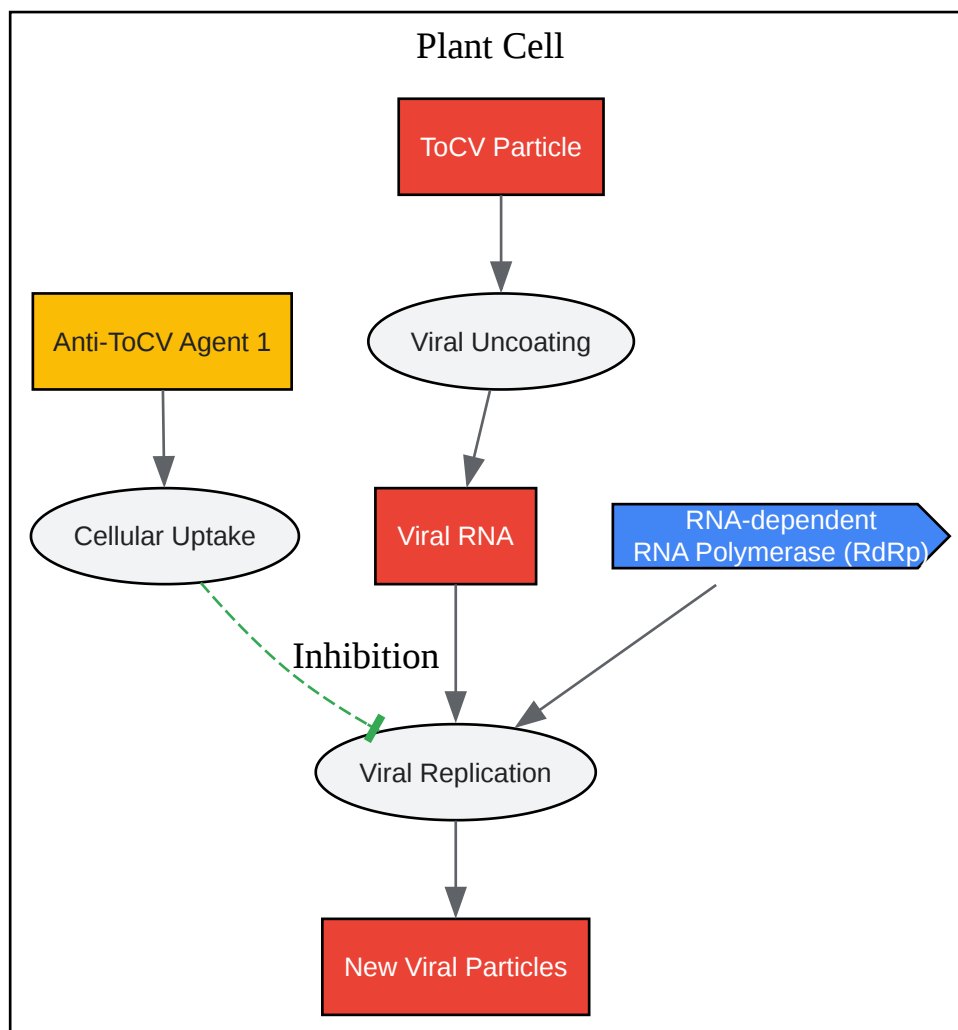 Plant Cell
ToCV Particle
Anti-ToCV Agent 1
Viral Uncoating
Cellular Uptake
Viral RNA
RNA-dependent
RNA Polymerase (RdRp)
Inhibition
Viral Replication
New Viral Particles